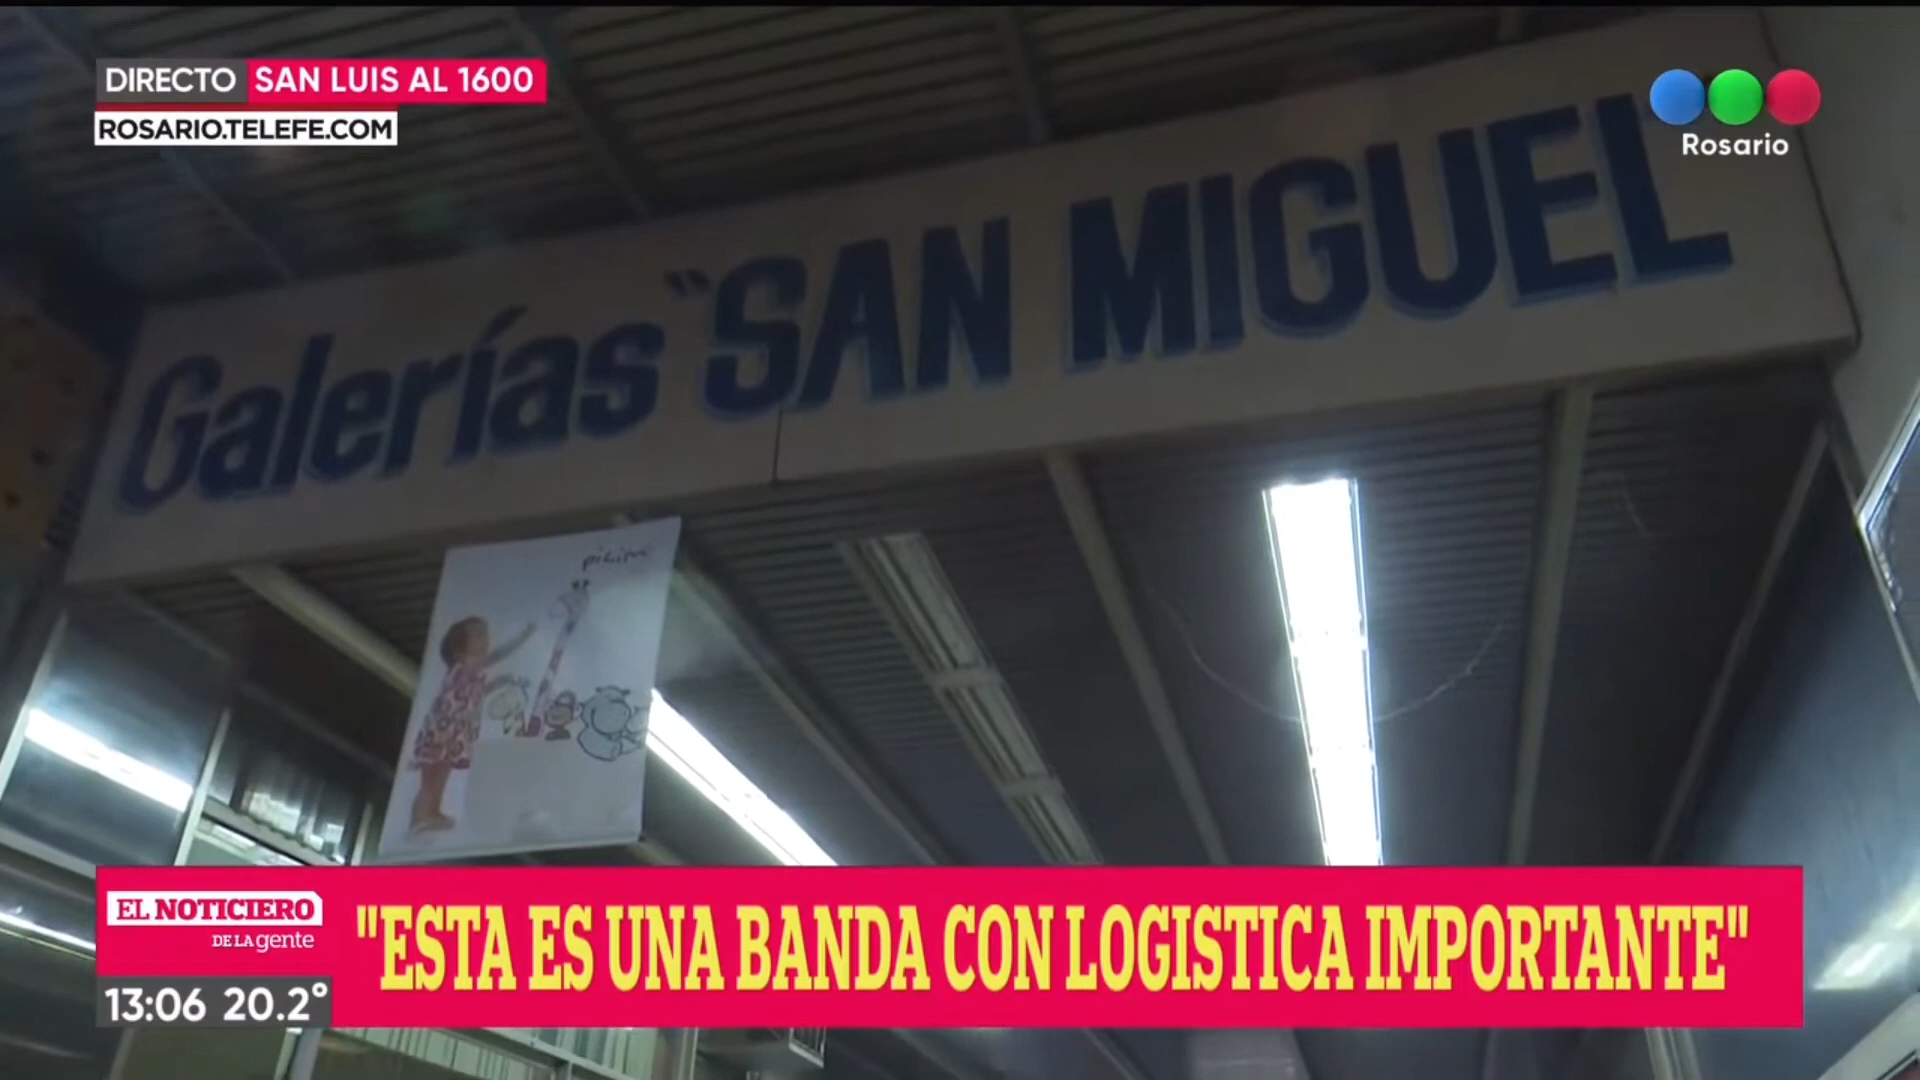 DIRECTO SAN LUIS AL 1600
ROSARIO.TELEFE.COM
Rosario
Galerías "SAN MIGUEL
EL NOTICIERO
DE LA gente
"ESTA ES UNA BANDA CON LOGISTICA IMPORTANTE"
13:06 20.2°